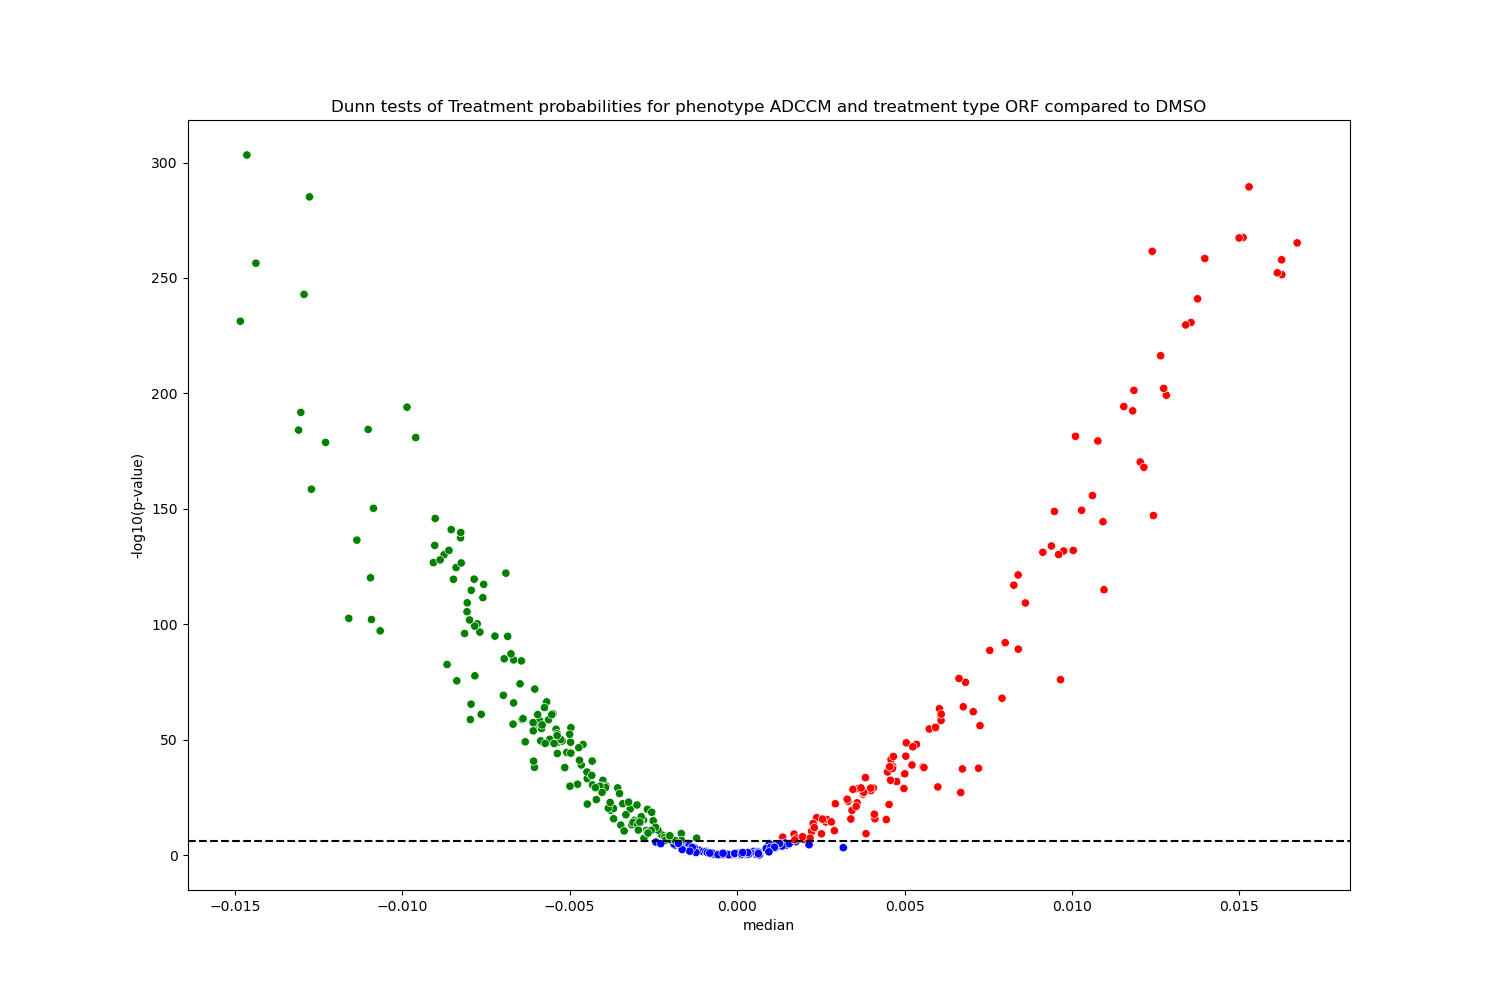 Dunn tests of Treatment probabilities for phenotype ADCCM and treatment type ORF compared to DMSO
300
250
200
150
100
50
0
-log10(p-value)
−0.015 −0.010 −0.005 0.000 0.005 0.010 0.015
median